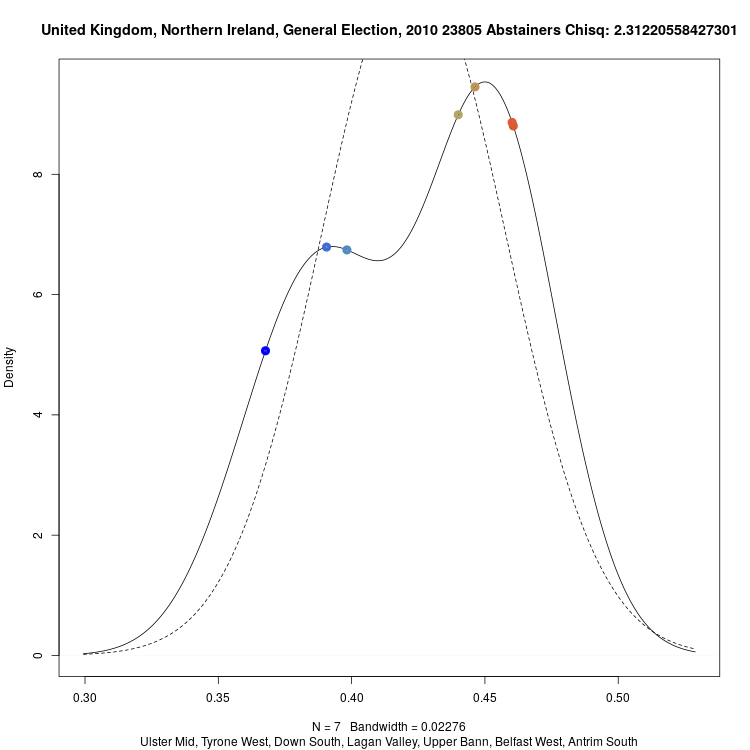 United Kingdom, Northern Ireland, General Election, 2010 23805 Abstainers Chisq: 2.31220558427301
Density
8
6
4
2
0
0.30 0.35 0.40 0.45 0.50
N = 7 Bandwidth = 0.02276
Ulster Mid, Tyrone West, Down South, Lagan Valley, Upper Bann, Belfast West, Antrim South